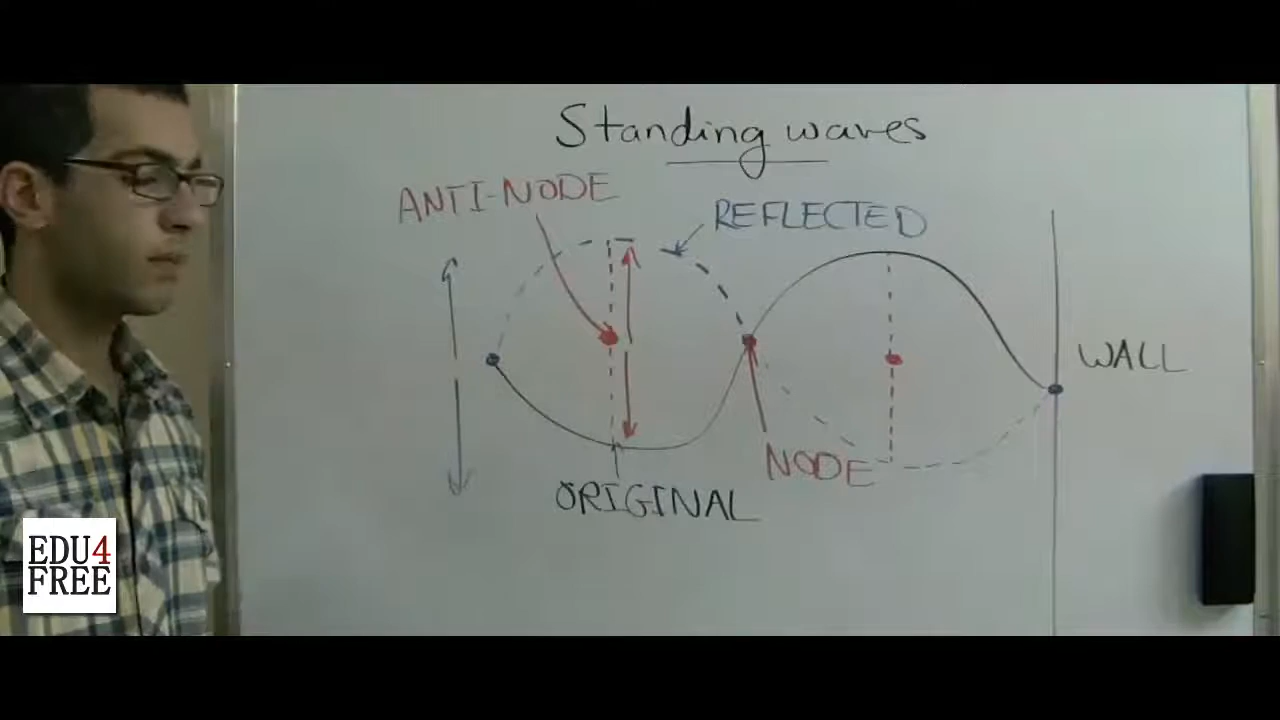 Standing waves
ANTI-NODE
REFLECTED
WALL
NODE
ORIGINAL
EDU4
FREE